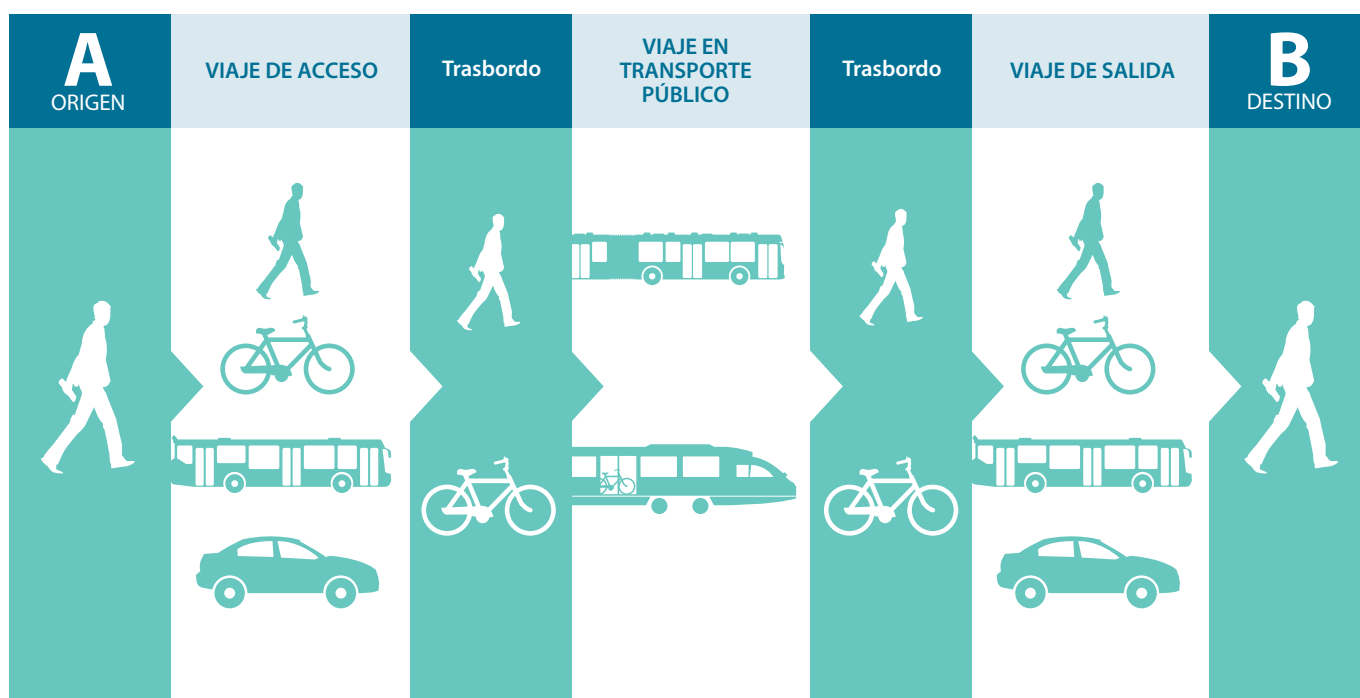 A
ORIGEN
VIAJE DE ACCESO
Trasbordo
VIAJE EN
TRANSPORTE
PÚBLICO
Trasbordo
VIAJE DE SALIDA
B
DESTINO